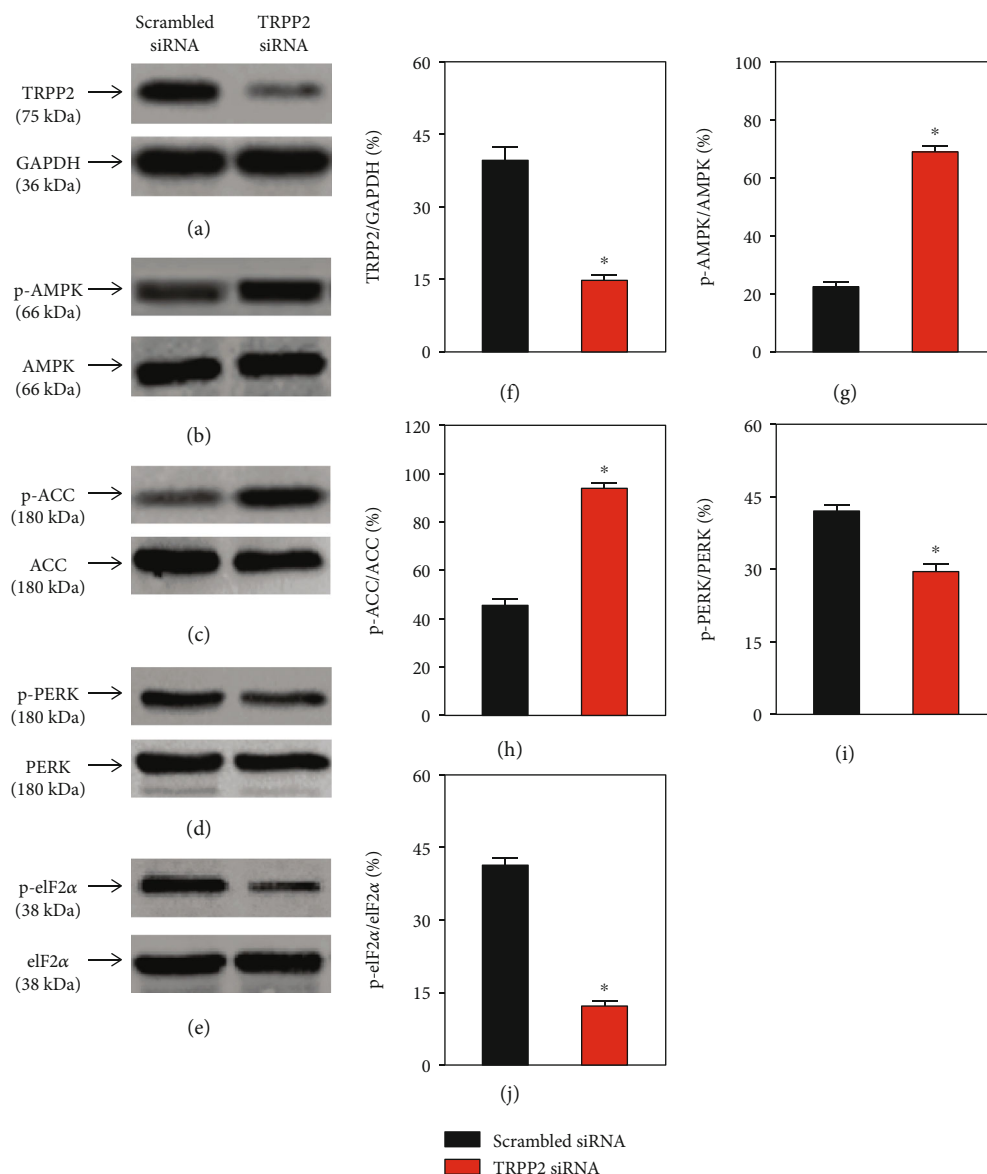 Scrambled siRNA
TRPP2 siRNA
TRPP2
(75 kDa)
GAPDH
(36 kDa)
(a)
p-AMPK
(66 kDa)
AMPK
(66 kDa)
(b)
p-ACC
(180 kDa)
ACC
(180 kDa)
(c)
p-PERK
(180 kDa)
PERK
(180 kDa)
(d)
p-elF2α
(38 kDa)
elF2α
(38 kDa)
(e)
TRPP2/GAPDH (%)
60
45
30
15
0
*
(f)
p-AMPK/AMPK (%)
100
80
60
40
20
0
*
(g)
p-ACC/ACC (%)
120
100
80
60
40
20
0
*
(h)
p-PERK/PERK (%)
60
45
30
15
0
*
(i)
p-elF2α/elF2α (%)
60
45
30
15
0
*
(j)
Scrambled siRNA
TRPP2 siRNA